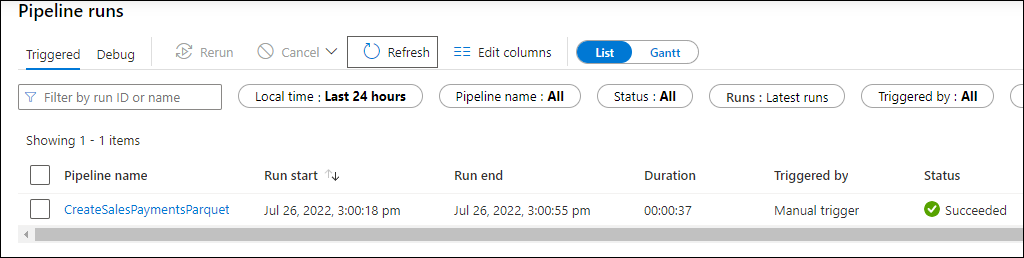 Pipeline runs
Triggered Debug Rerun Cancel Refresh Edit columns List Gantt
Filter by run ID or name Local time : Last 24 hours Pipeline name : All Status : All Runs : Latest runs Triggered by : All
Showing 1 - 1 items
Pipeline name Run start Run end Duration Triggered by Status
CreateSalesPaymentsParquet Jul 26, 2022, 3:00:18 pm Jul 26, 2022, 3:00:55 pm 00:00:37 Manual trigger Succeeded